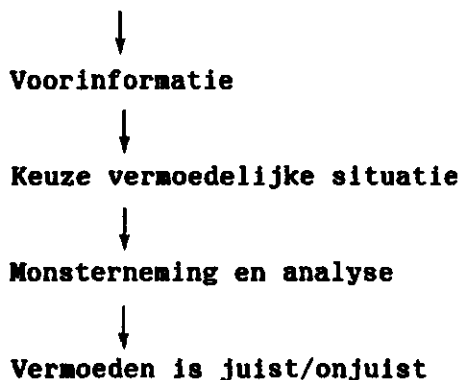 Voorinformatie
Keuze vermoedelijke situatie
Monsterneming en analyse
Vermoeden is juist/onjuist